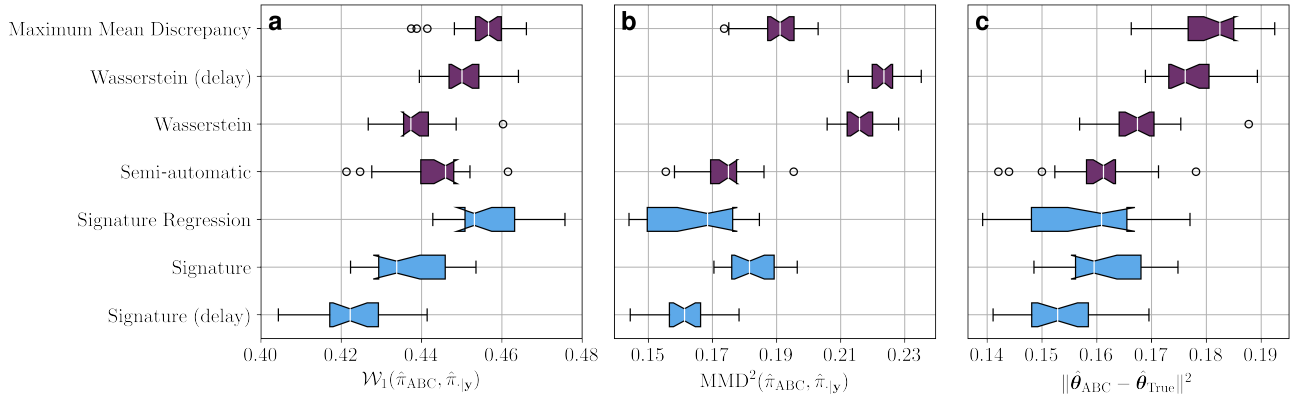 a
b
c
Maximum Mean Discrepancy
Wasserstein (delay)
Wasserstein
Semi-automatic
Signature Regression
Signature
Signature (delay)
0.40 0.42 0.44 0.46 0.48
0.15 0.17 0.19 0.21 0.23
0.14 0.15 0.16 0.17 0.18 0.19
𝒲₁(π̂_ABC, π̂_·|𝐲)
MMD²(π̂_ABC, π̂_·|𝐲)
‖𝜽̂_ABC − 𝜽̂_True‖²